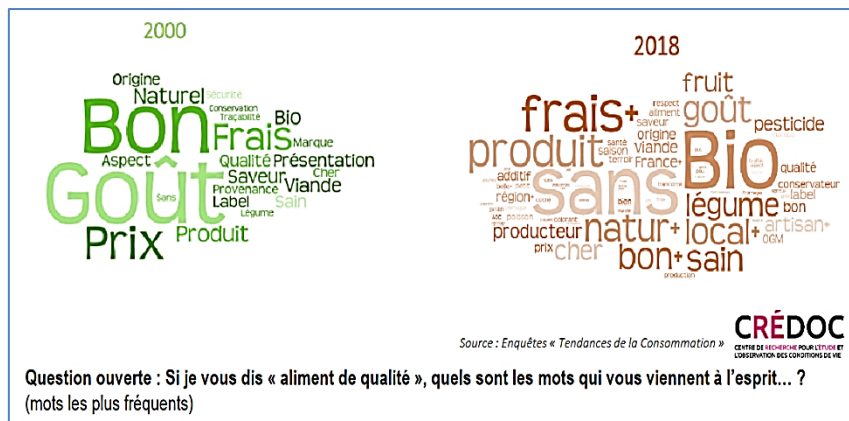 2000
Origine
Naturel Sécurité
Conservation
Traçabilité
Bio
Bon Frais Marque
Aspect
Qualité Présentation
Goût
Sans
Saveur Cher
Provenance Viande
Label Sain
Légume
Prix Produit
2018
fruit
frais+ goût
respect
aliment
saveur
pesticide
origine
produit
santé
saison
viande
terroir France+
Bio
qualité
additif
sans
conservateur
région+
label
légume bon
artisan+
producteur natur+ local+
OGM
prix
cher bon+ sain
poisson
colorant
production
Source : Enquêtes « Tendances de la Consommation »
CRÉDOC
CENTRE DE RECHERCHE POUR L'ÉTUDE ET
L'OBSERVATION DES CONDITIONS DE VIE
Question ouverte : Si je vous dis « aliment de qualité », quels sont les mots qui vous viennent à l'esprit… ?
(mots les plus fréquents)